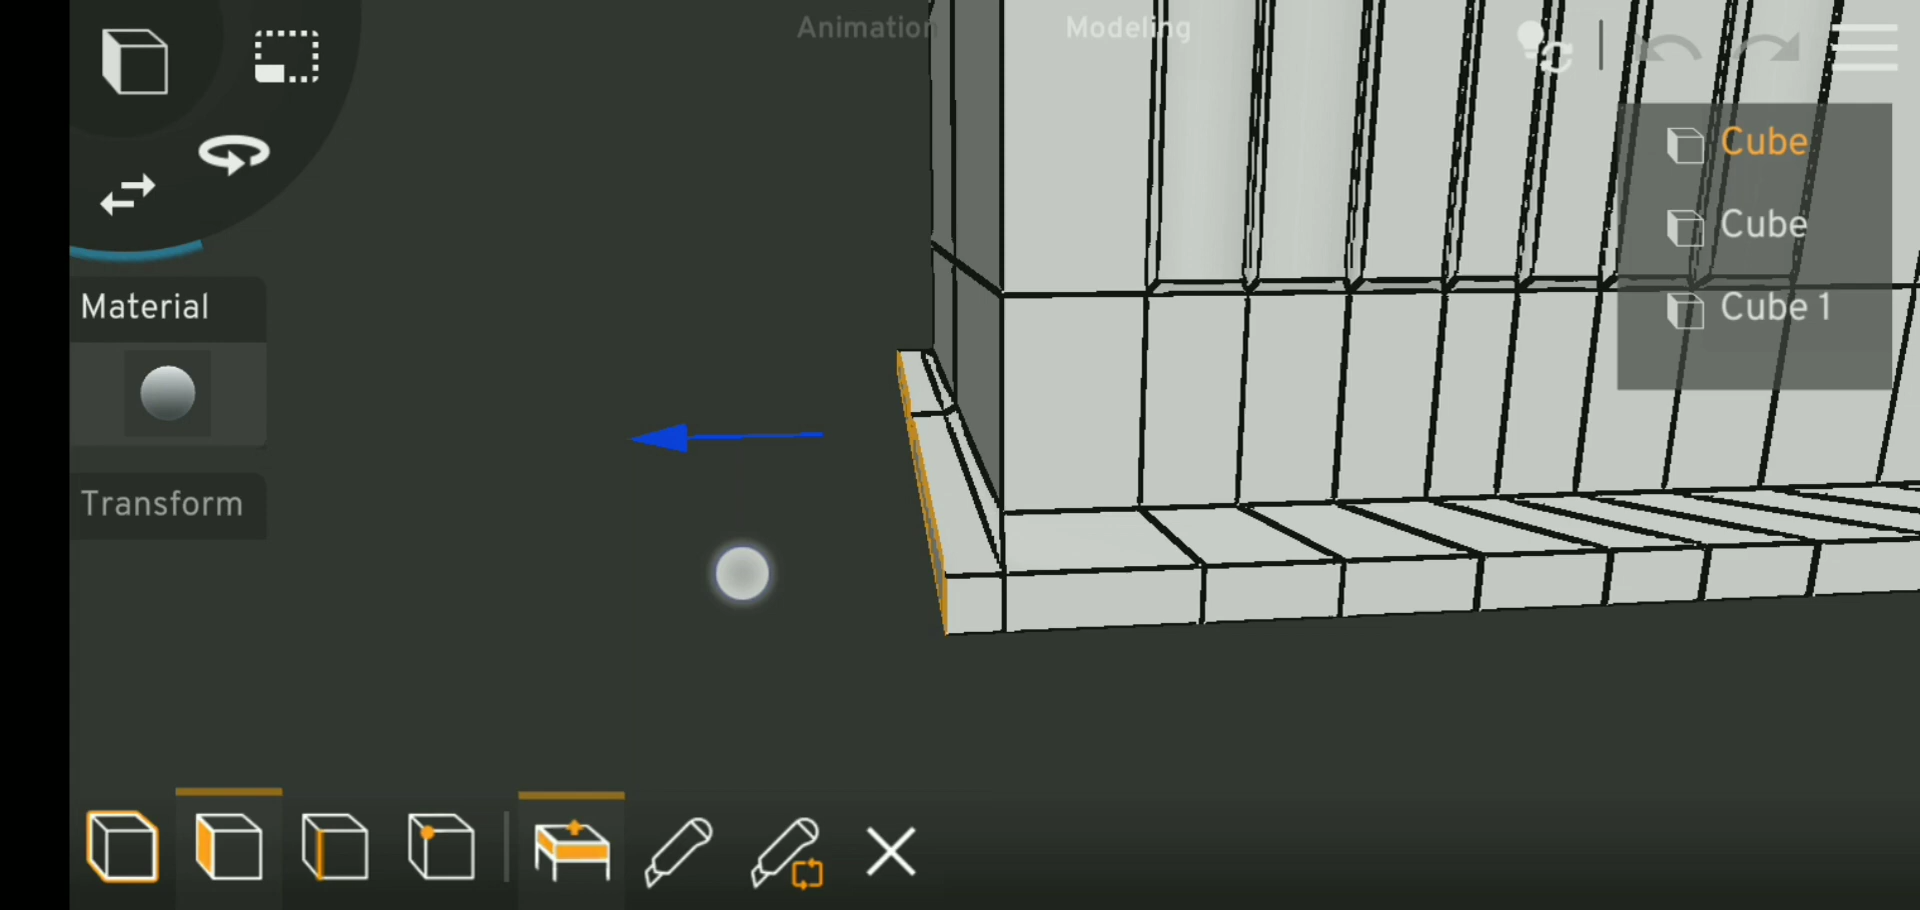 Animation
Modeling
Cube
Cube
Cube 1
Material
Transform